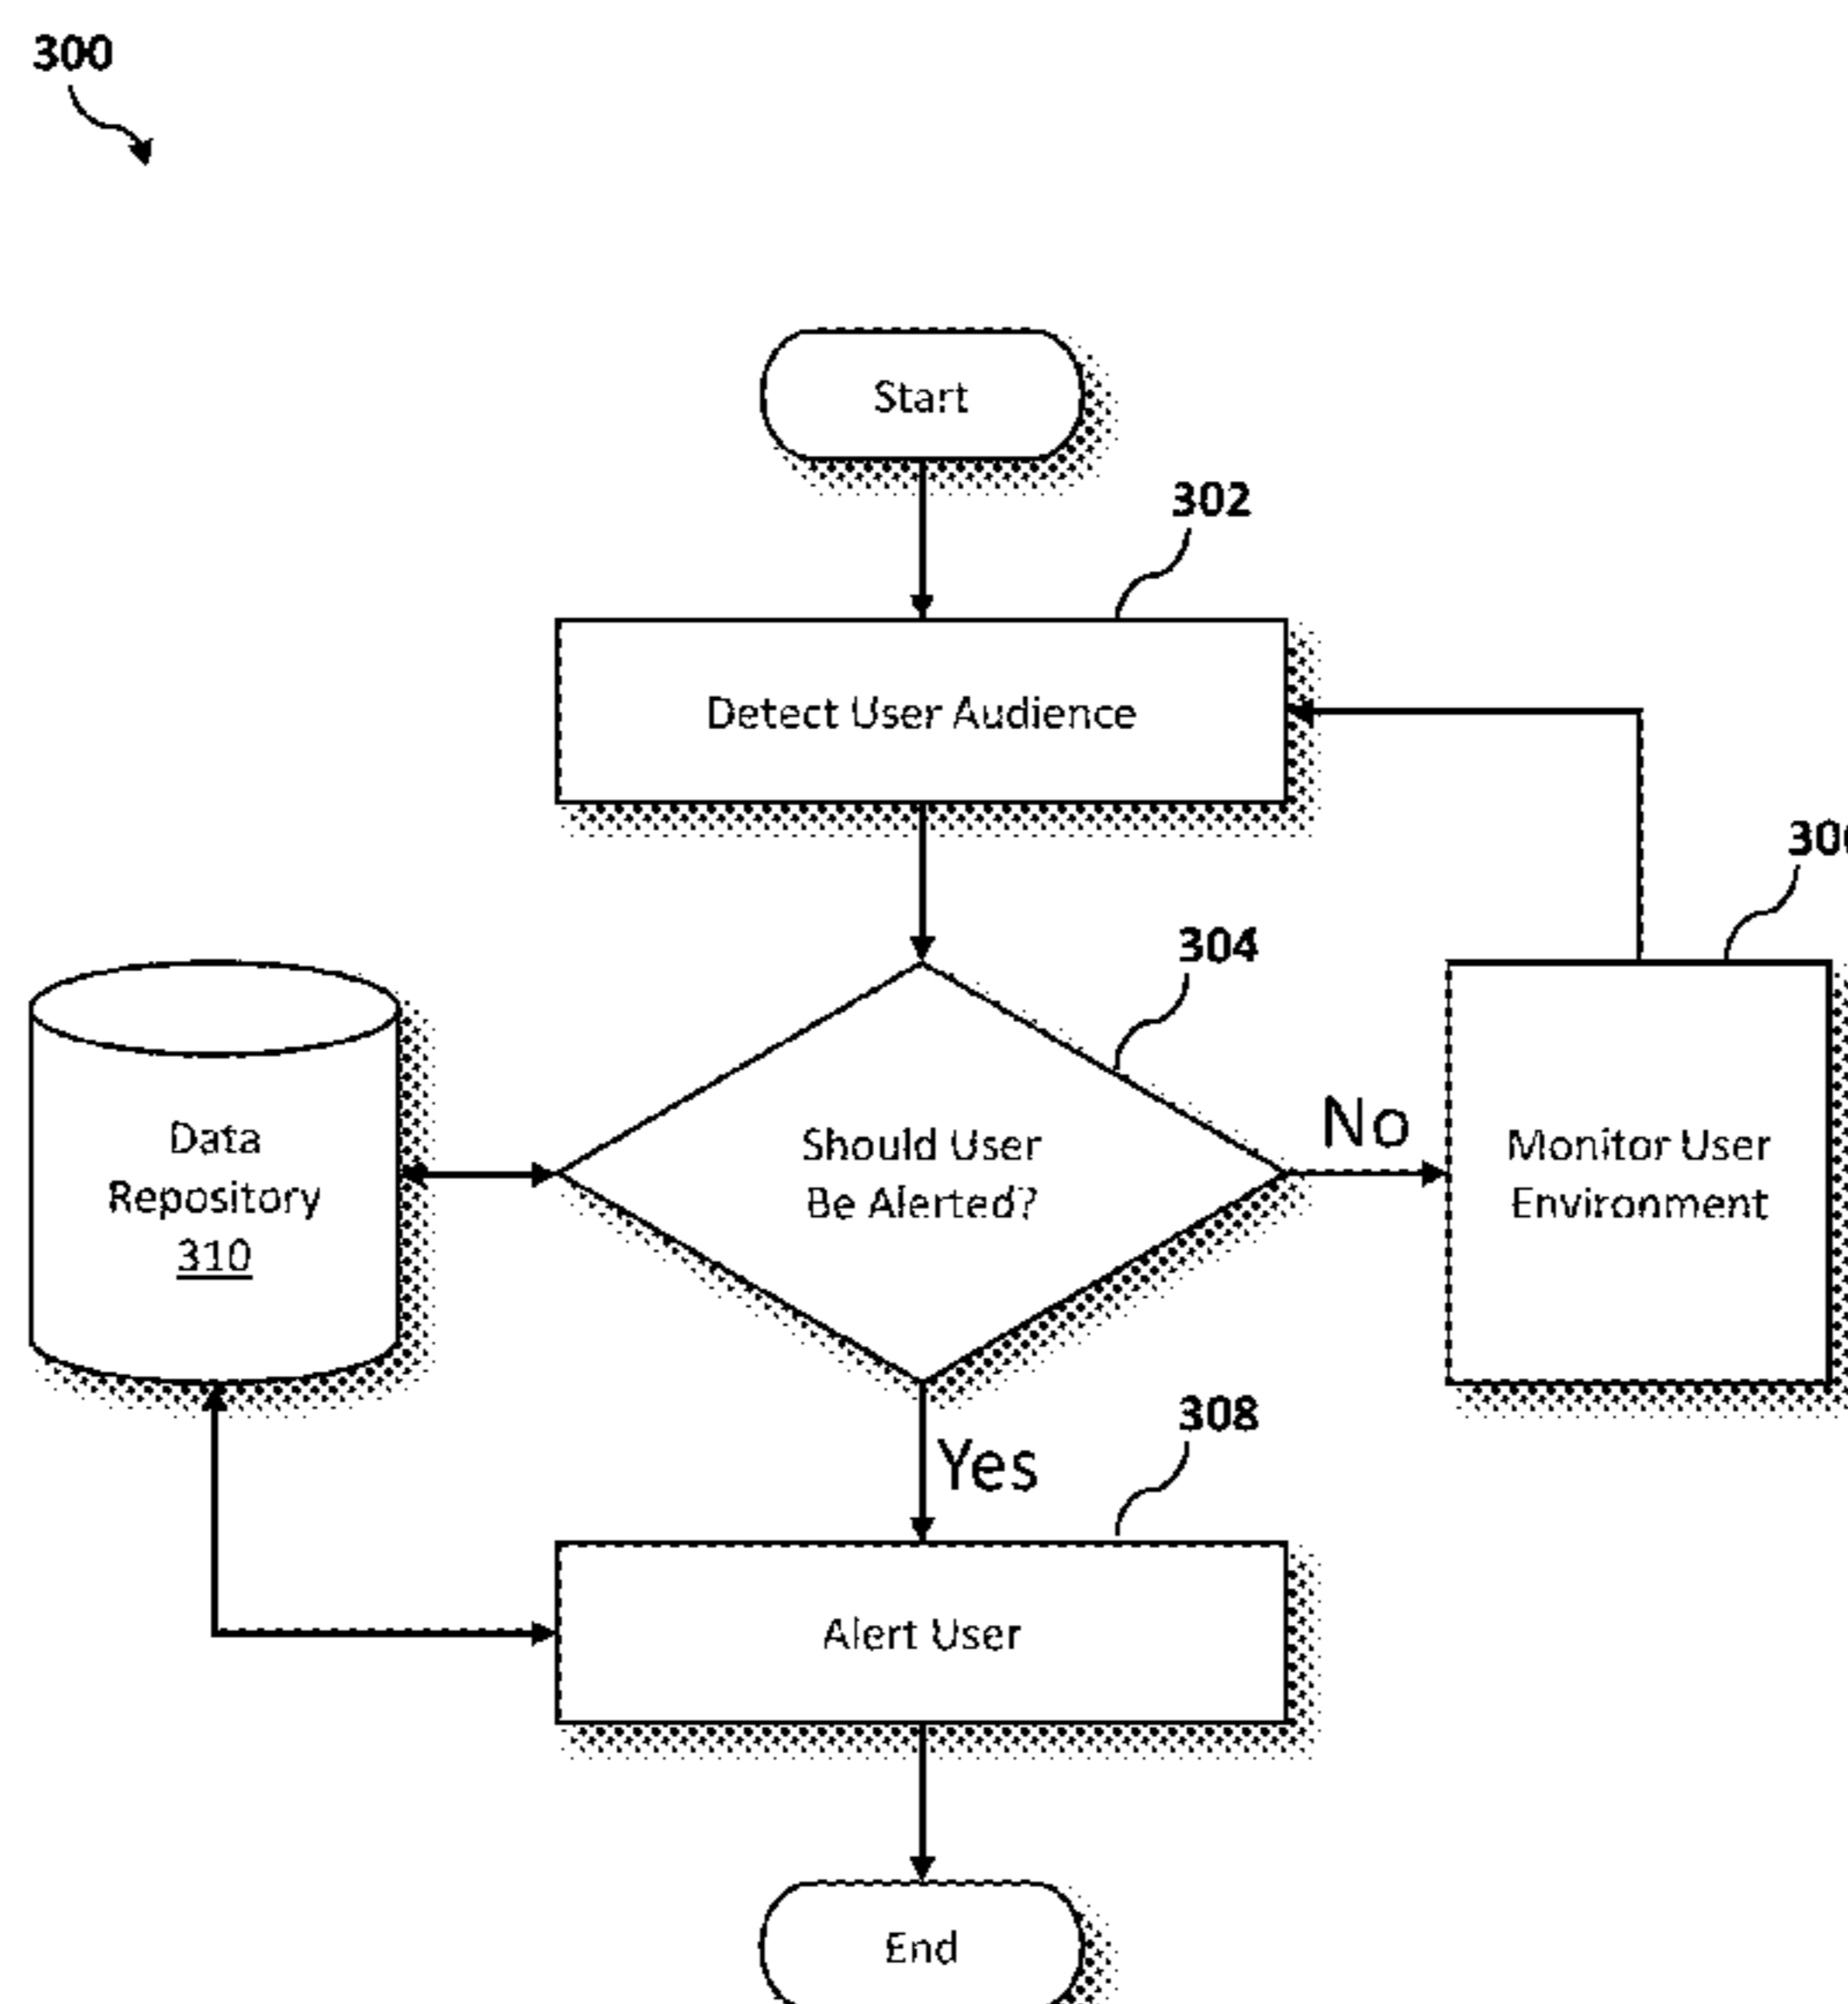 300
Start
302
Detect User Audience
304
Data
Repository
310
Should User
Be Alerted?
No
Monitor User
Environment
308
Yes
Alert User
End